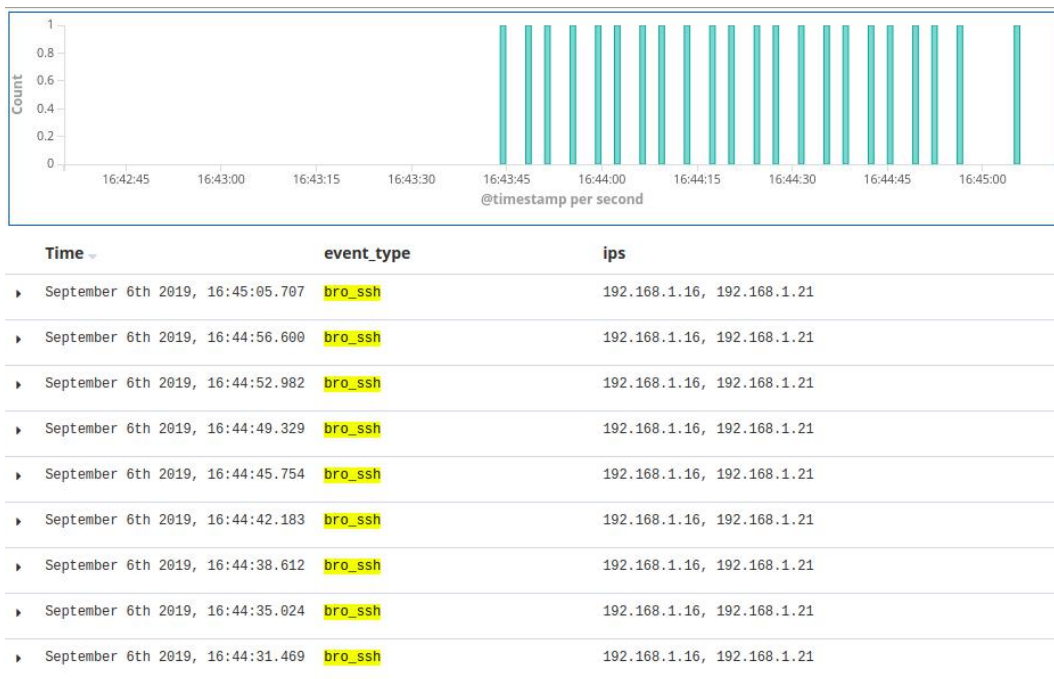 1
0.8
0.6
0.4
0.2
0
Count
16:42:45 16:43:00 16:43:15 16:43:30 16:43:45 16:44:00 16:44:15 16:44:30 16:44:45 16:45:00
@timestamp per second
Time event_type ips
September 6th 2019, 16:45:05.707 bro_ssh 192.168.1.16, 192.168.1.21
September 6th 2019, 16:44:56.600 bro_ssh 192.168.1.16, 192.168.1.21
September 6th 2019, 16:44:52.982 bro_ssh 192.168.1.16, 192.168.1.21
September 6th 2019, 16:44:49.329 bro_ssh 192.168.1.16, 192.168.1.21
September 6th 2019, 16:44:45.754 bro_ssh 192.168.1.16, 192.168.1.21
September 6th 2019, 16:44:42.183 bro_ssh 192.168.1.16, 192.168.1.21
September 6th 2019, 16:44:38.612 bro_ssh 192.168.1.16, 192.168.1.21
September 6th 2019, 16:44:35.024 bro_ssh 192.168.1.16, 192.168.1.21
September 6th 2019, 16:44:31.469 bro_ssh 192.168.1.16, 192.168.1.21